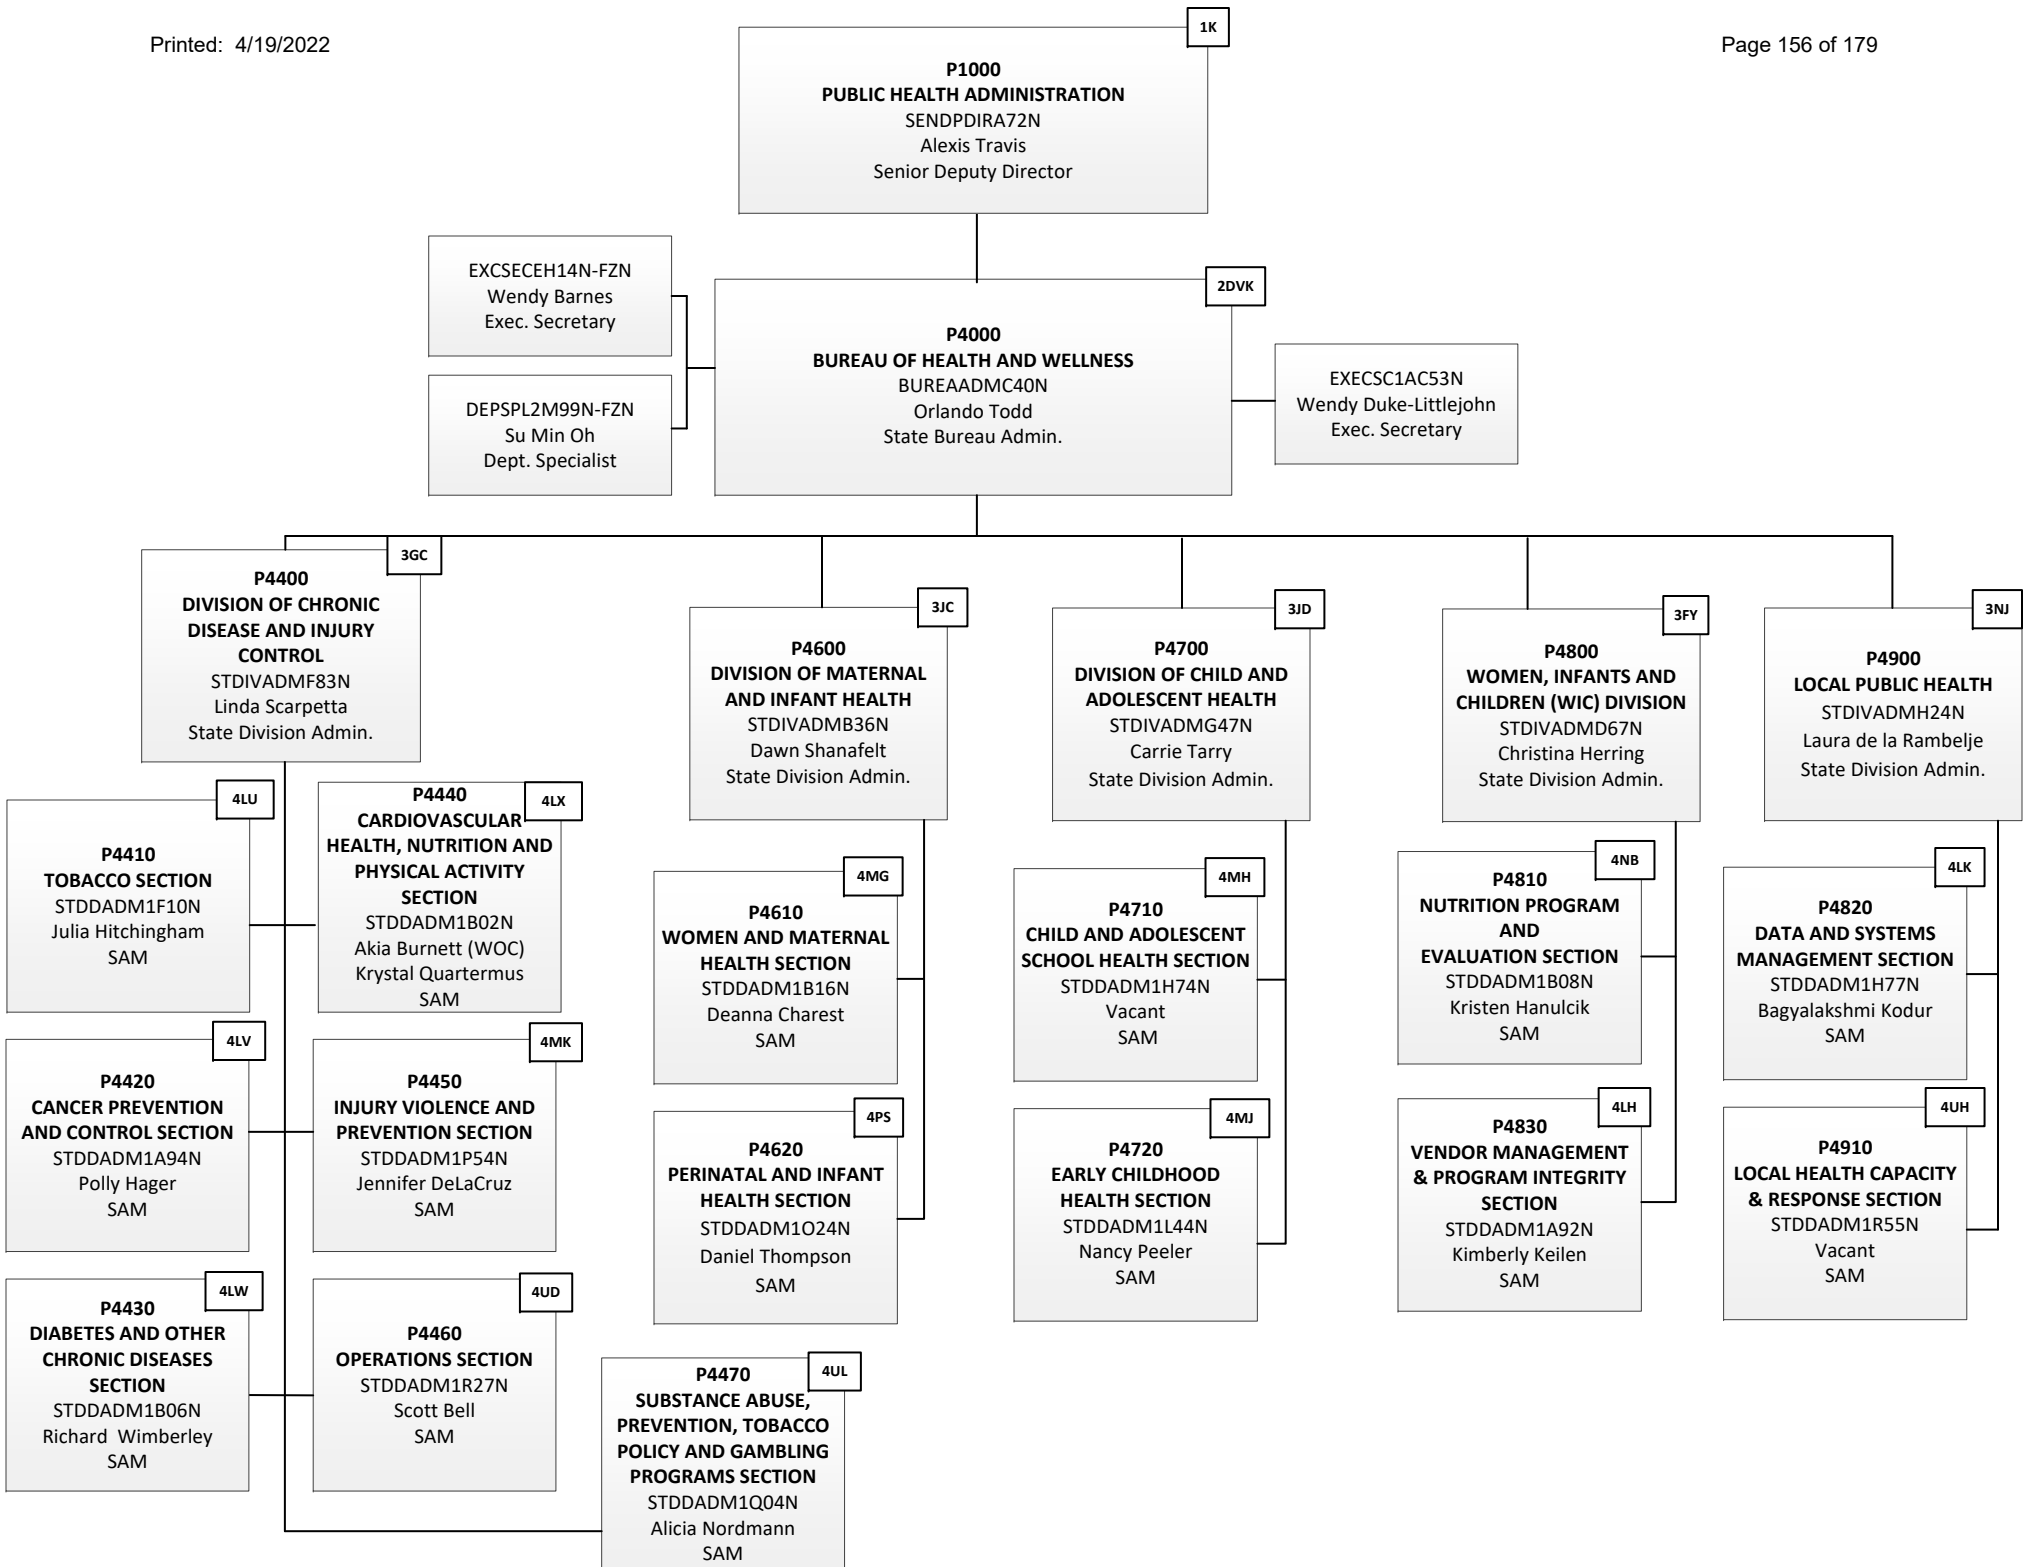 Printed: 4/19/2022
Page 156 of 179
1K
P1000
PUBLIC HEALTH ADMINISTRATION
SENDPDIRA72N
Alexis Travis
Senior Deputy Director
EXCSECEH14N-FZN
Wendy Barnes
Exec. Secretary
DEPSPL2M99N-FZN
Su Min Oh
Dept. Specialist
2DVK
P4000
BUREAU OF HEALTH AND WELLNESS
BUREAADMC40N
Orlando Todd
State Bureau Admin.
EXECSC1AC53N
Wendy Duke-Littlejohn
Exec. Secretary
3GC
P4400
DIVISION OF CHRONIC
DISEASE AND INJURY
CONTROL
STDIVADMF83N
Linda Scarpetta
State Division Admin.
3JC
P4600
DIVISION OF MATERNAL
AND INFANT HEALTH
STDIVADMB36N
Dawn Shanafelt
State Division Admin.
3JD
P4700
DIVISION OF CHILD AND
ADOLESCENT HEALTH
STDIVADMG47N
Carrie Tarry
State Division Admin.
3FY
P4800
WOMEN, INFANTS AND
CHILDREN (WIC) DIVISION
STDIVADMD67N
Christina Herring
State Division Admin.
3NJ
P4900
LOCAL PUBLIC HEALTH
STDIVADMH24N
Laura de la Rambelje
State Division Admin.
4LU
P4410
TOBACCO SECTION
STDDADM1F10N
Julia Hitchingham
SAM
4LX
P4440
CARDIOVASCULAR
HEALTH, NUTRITION AND
PHYSICAL ACTIVITY
SECTION
STDDADM1B02N
Akia Burnett (WOC)
Krystal Quartermus
SAM
4MG
P4610
WOMEN AND MATERNAL
HEALTH SECTION
STDDADM1B16N
Deanna Charest
SAM
4MH
P4710
CHILD AND ADOLESCENT
SCHOOL HEALTH SECTION
STDDADM1H74N
Vacant
SAM
4NB
P4810
NUTRITION PROGRAM
AND
EVALUATION SECTION
STDDADM1B08N
Kristen Hanulcik
SAM
4LK
P4820
DATA AND SYSTEMS
MANAGEMENT SECTION
STDDADM1H77N
Bagyalakshmi Kodur
SAM
4LV
P4420
CANCER PREVENTION
AND CONTROL SECTION
STDDADM1A94N
Polly Hager
SAM
4MK
P4450
INJURY VIOLENCE AND
PREVENTION SECTION
STDDADM1P54N
Jennifer DeLaCruz
SAM
4PS
P4620
PERINATAL AND INFANT
HEALTH SECTION
STDDADM1O24N
Daniel Thompson
SAM
4MJ
P4720
EARLY CHILDHOOD
HEALTH SECTION
STDDADM1L44N
Nancy Peeler
SAM
4LH
P4830
VENDOR MANAGEMENT
& PROGRAM INTEGRITY
SECTION
STDDADM1A92N
Kimberly Keilen
SAM
4UH
P4910
LOCAL HEALTH CAPACITY
& RESPONSE SECTION
STDDADM1R55N
Vacant
SAM
4LW
P4430
DIABETES AND OTHER
CHRONIC DISEASES
SECTION
STDDADM1B06N
Richard Wimberley
SAM
4UD
P4460
OPERATIONS SECTION
STDDADM1R27N
Scott Bell
SAM
4UL
P4470
SUBSTANCE ABUSE,
PREVENTION, TOBACCO
POLICY AND GAMBLING
PROGRAMS SECTION
STDDADM1Q04N
Alicia Nordmann
SAM